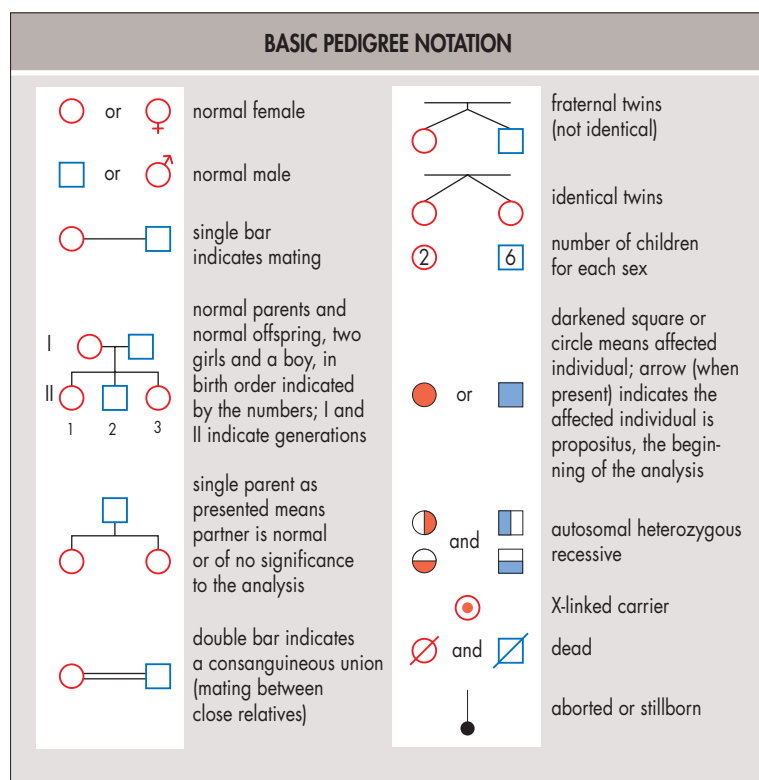 BASIC PEDIGREE NOTATION
or
normal female
or
normal male
single bar
indicates mating
I
II
1 2 3
normal parents and
normal offspring, two
girls and a boy, in
birth order indicated
by the numbers; I and
II indicate generations
single parent as
presented means
partner is normal
or of no significance
to the analysis
double bar indicates
a consanguineous union
(mating between
close relatives)
fraternal twins
(not identical)
identical twins
2 6
number of children
for each sex
or
darkened square or
circle means affected
individual; arrow (when
present) indicates the
affected individual is
propositus, the begin-
ning of the analysis
and
autosomal heterozygous
recessive
X-linked carrier
and
dead
aborted or stillborn